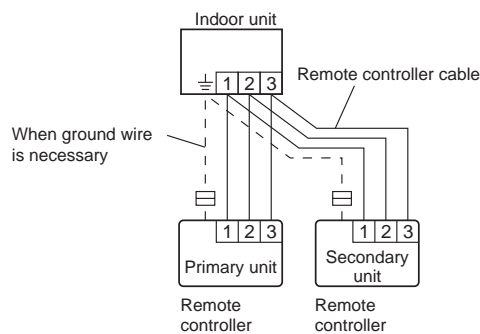 Indoor unit
1 2 3
Remote controller cable
When ground wire
is necessary
1 2 3
Primary unit
1 2 3
Secondary
unit
Remote
controller
Remote
controller